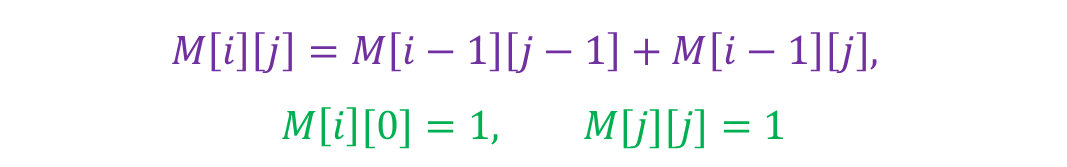 M[i][j] = M[i − 1][j − 1] + M[i − 1][j],
M[i][0] = 1, M[j][j] = 1